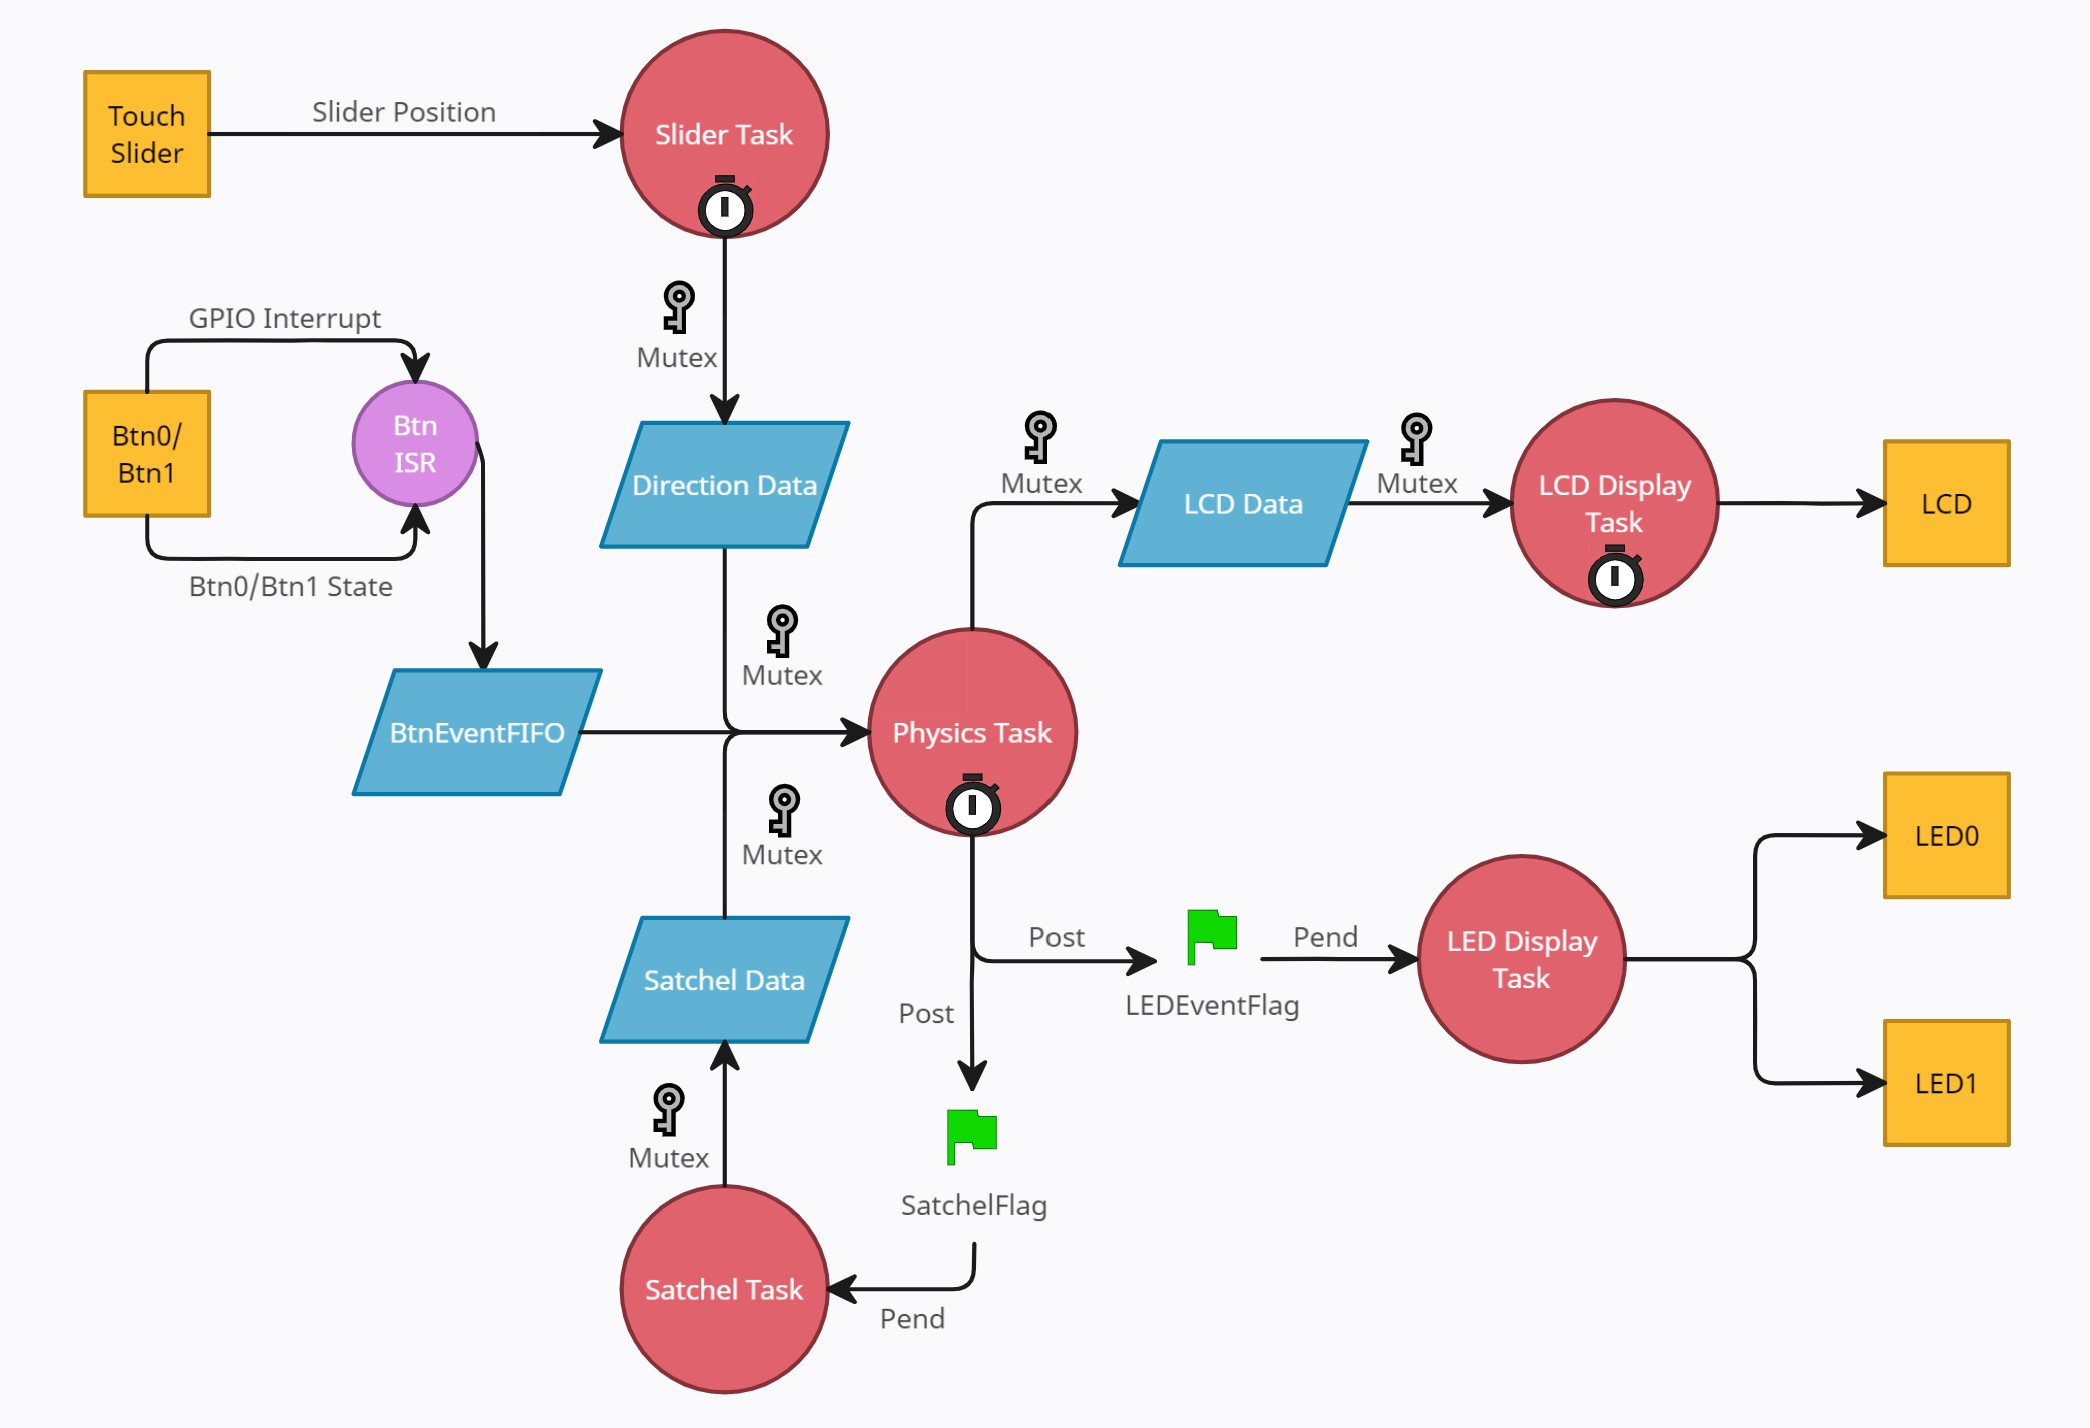 Touch
Slider
Slider Position
Slider Task
Mutex
GPIO Interrupt
Btn0/
Btn1
Btn
ISR
Btn0/Btn1 State
Direction Data
Mutex
BtnEventFIFO
Mutex
Physics Task
Mutex
LCD Data
Mutex
LCD Display
Task
LCD
Satchel Data
Mutex
Satchel Task
Post
LEDEventFlag
Pend
LED Display
Task
LED0
LED1
Post
SatchelFlag
Pend